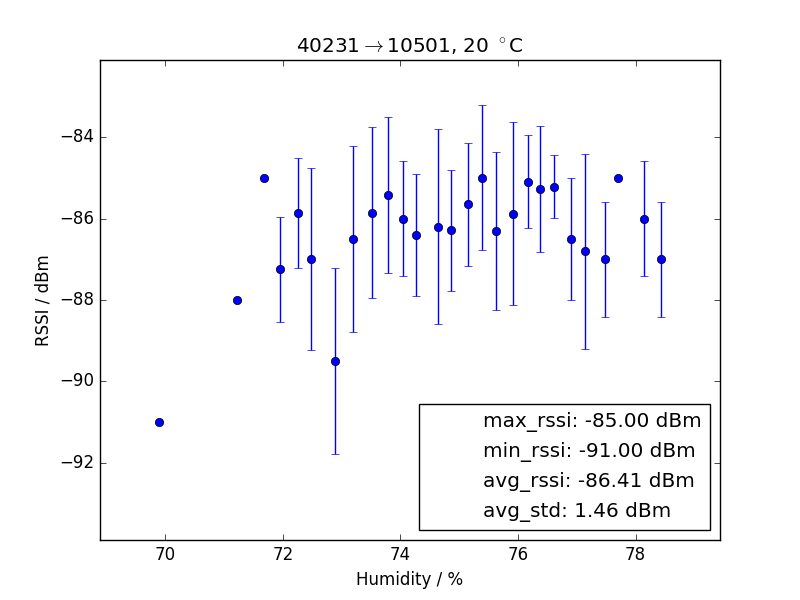 40231→10501, 20 °C
RSSI / dBm
−84
−86
−88
−90
−92
max_rssi: -85.00 dBm
min_rssi: -91.00 dBm
avg_rssi: -86.41 dBm
avg_std: 1.46 dBm
70 72 74 76 78
Humidity / %